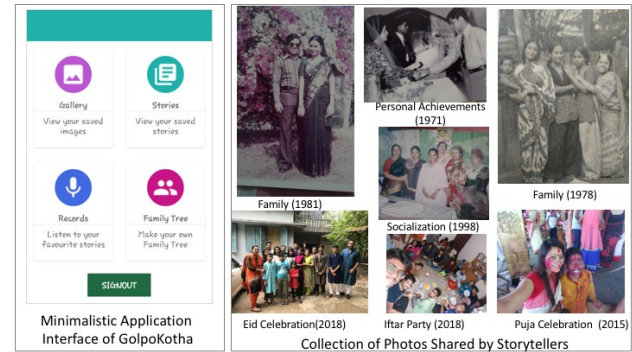 Gallery
View your saved
images
Stories
View your saved
stories
Records
Listen to your
favourite stories
Family Tree
Make your own
Family Tree
SIGNOUT
Minimalistic Application
Interface of GolpoKotha
Family (1981)
Personal Achievements
(1971)
Socialization (1998)
Family (1978)
Eid Celebration(2018)
Iftar Party (2018)
Puja Celebration (2015)
Collection of Photos Shared by Storytellers